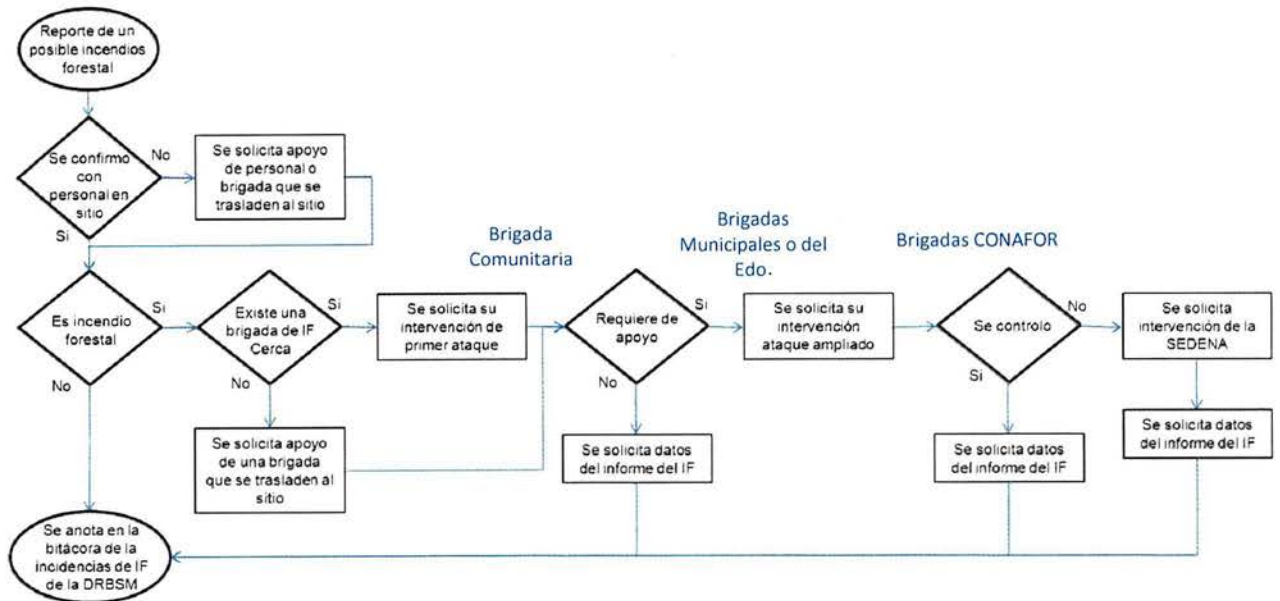 Reporte de un
posible incendios
forestal
Se confirmo
con
personal en
sitio
No
Si
Se solicita apoyo
de personal o
brigada que se
trasladen al sitio
Es incendio
forestal
Si
No
Existe una
brigada de IF
Cerca
Si
No
Se solicita apoyo
de una brigada
que se trasladen al
sitio
Brigada
Comunitaria
Se solicita su
intervención de
primer ataque
Requiere de
apoyo
Si
No
Se solicita datos
del informe del IF
Brigadas
Municipales o del
Edo.
Se solicita su
intervención
ataque ampliado
Brigadas CONAFOR
Se controlo
No
Si
Se solicita datos
del informe del IF
Se solicita
intervención de la
SEDENA
Se solicita datos
del informe del IF
Se anota en la
bitácora de la
incidencias de IF
de la DRBSM